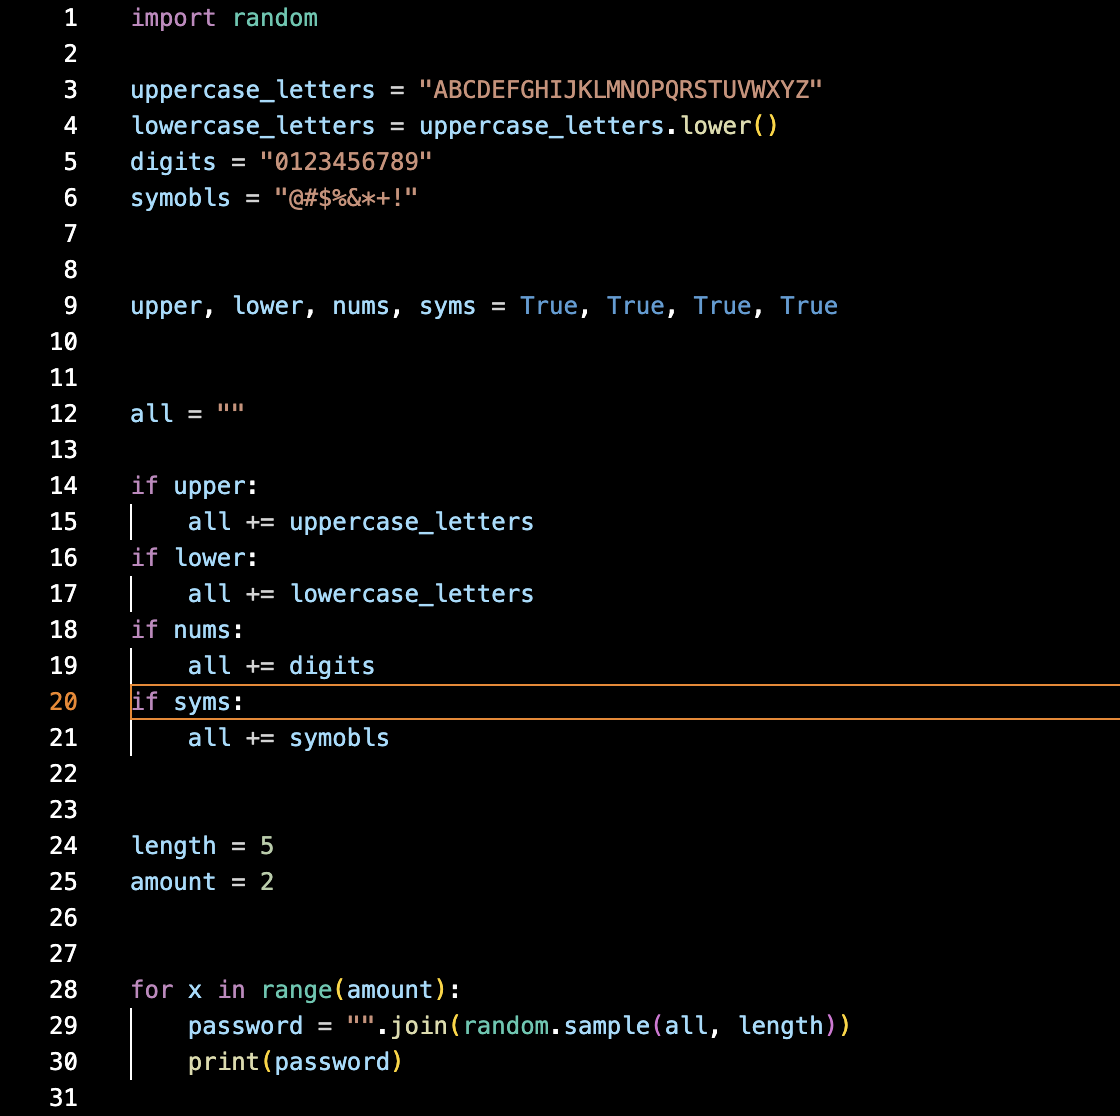 1 import random
2
3 uppercase_letters = "ABCDEFGHIJKLMNOPQRSTUVWXYZ"
4 lowercase_letters = uppercase_letters.lower()
5 digits = "0123456789"
6 symobls = "@#$%&*+!"
7
8
9 upper, lower, nums, syms = True, True, True, True
10
11
12 all = ""
13
14 if upper:
15     all += uppercase_letters
16 if lower:
17     all += lowercase_letters
18 if nums:
19     all += digits
20 if syms:
21     all += symobls
22
23
24 length = 5
25 amount = 2
26
27
28 for x in range(amount):
29     password = "".join(random.sample(all, length))
30     print(password)
31